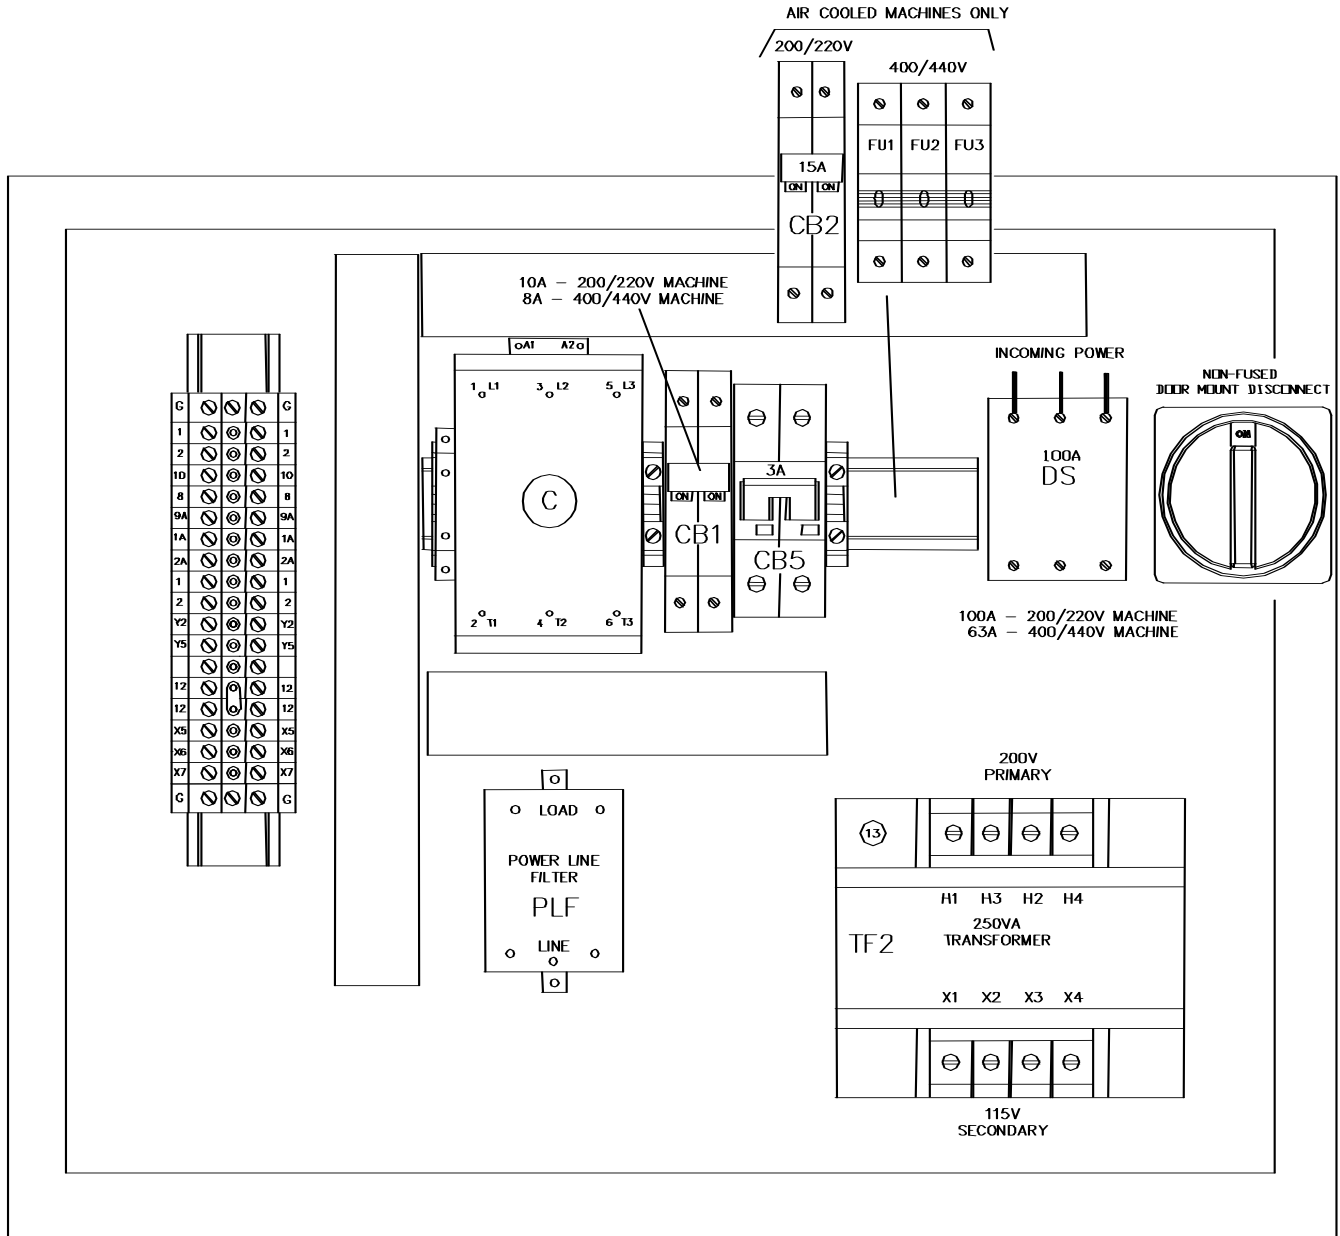 AIR COOLED MACHINES ONLY
200/220V
400/440V
FU1 FU2 FU3
15A
ON ON
CB2
10A - 200/220V MACHINE
8A - 400/440V MACHINE
A1 A2
1 L1 3 L2 5 L3
C
2 T1 4 T2 6 T3
ON ON
CB1
3A
CB5
INCOMING POWER
100A
DS
100A - 200/220V MACHINE
63A - 400/440V MACHINE
NON-FUSED
DOOR MOUNT DISCONNECT
ON
G G
1 1
2 2
10 10
8 8
9A 9A
1A 1A
2A 2A
1 1
2 2
Y2 Y2
Y5 Y5
12 12
12 12
X5 X5
X6 X6
X7 X7
G G
LOAD
POWER LINE
FILTER
PLF
LINE
200V
PRIMARY
13
H1 H3 H2 H4
250VA
TRANSFORMER
TF2
X1 X2 X3 X4
115V
SECONDARY